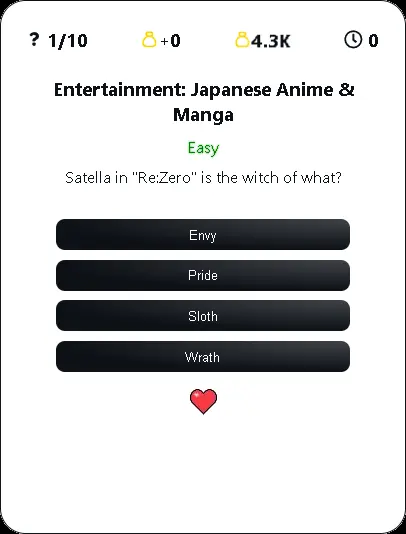 ? 1/10 +0 4.3K 0
Entertainment: Japanese Anime &
Manga
Easy
Satella in "Re:Zero" is the witch of what?
Envy
Pride
Sloth
Wrath